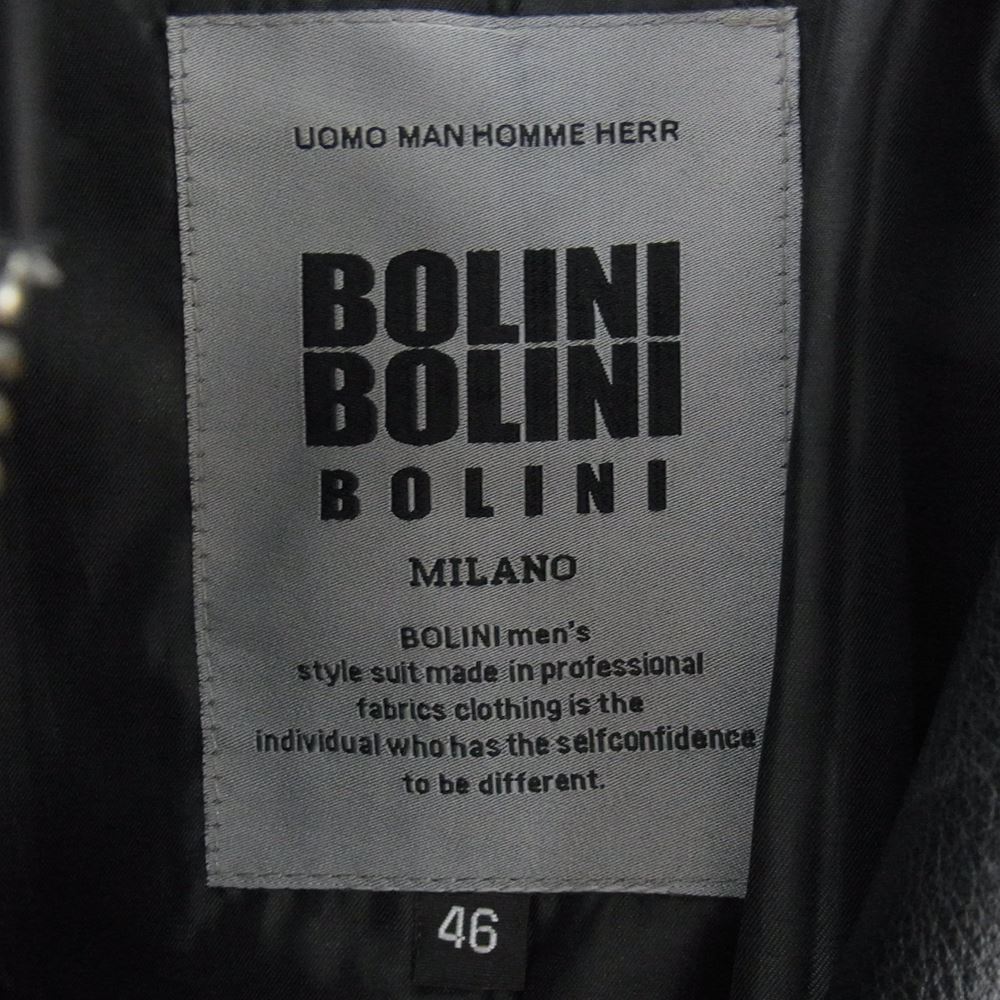 UOMO MAN HOMME HERR
BOLINI
BOLINI
BOLINI
MILANO
BOLINI men's
style suit made in professional
fabrics clothing is the
individual who has the selfconfidence
to be different.
46